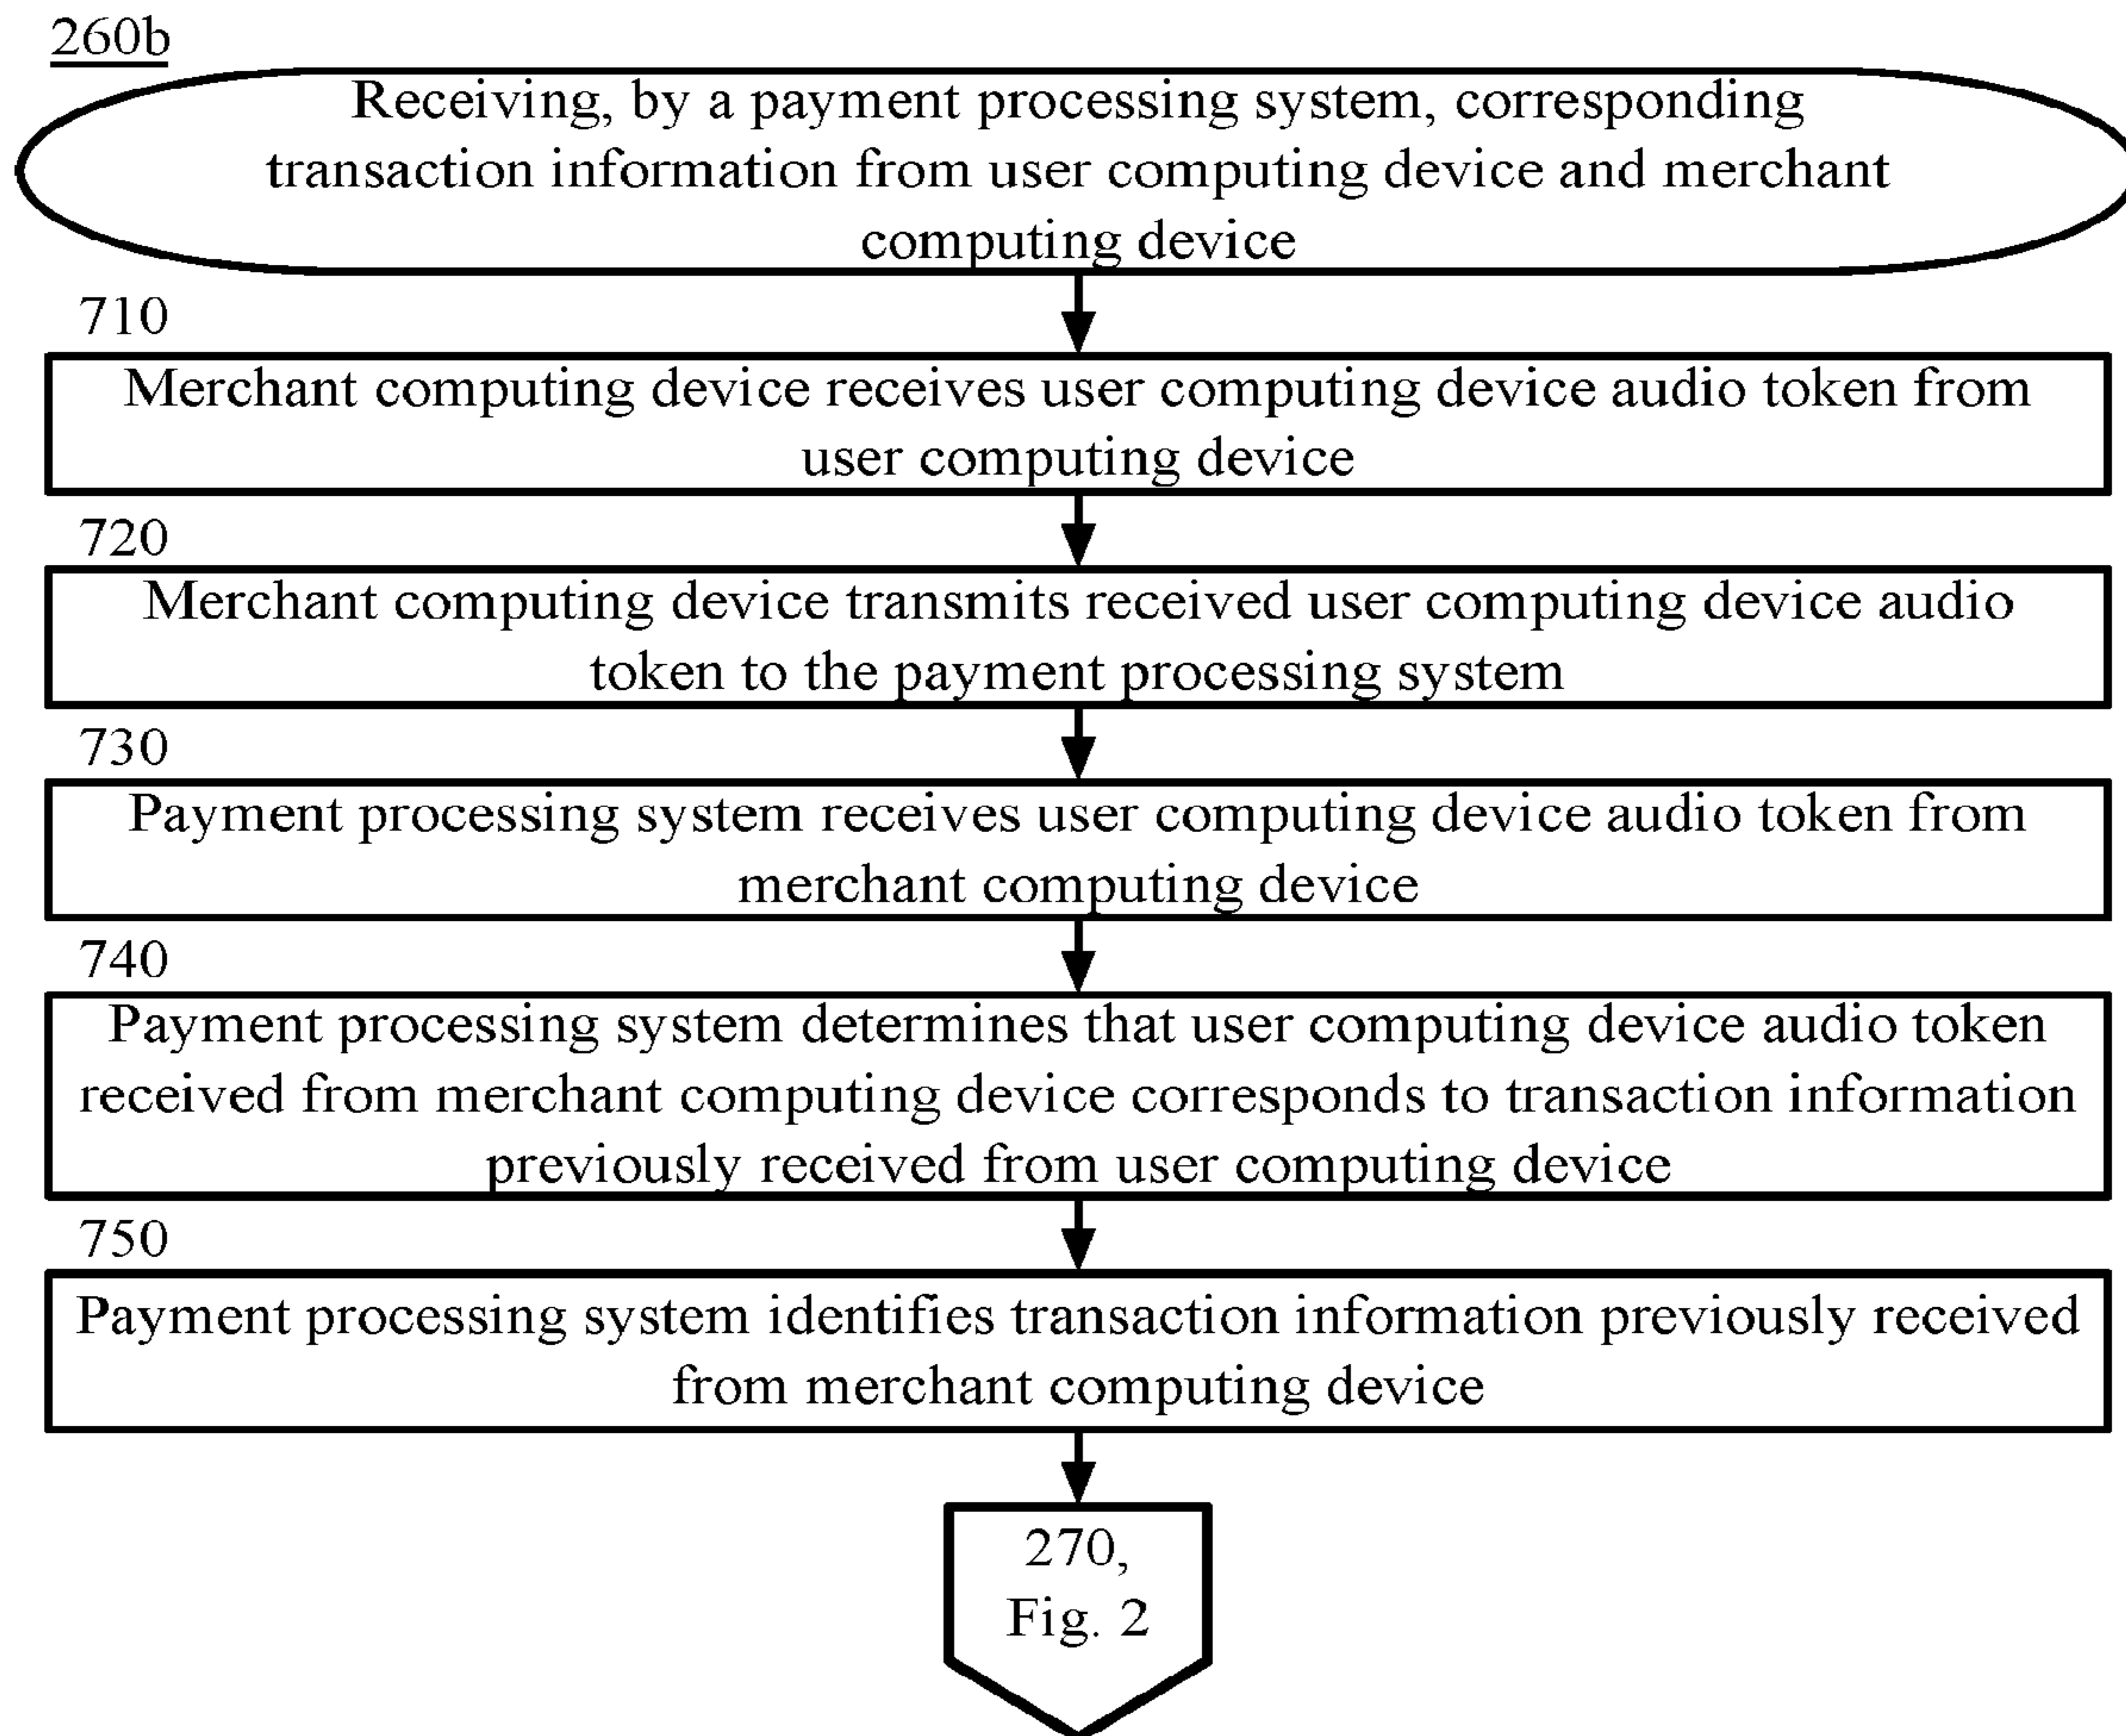 260b
Receiving, by a payment processing system, corresponding
transaction information from user computing device and merchant
computing device
710
Merchant computing device receives user computing device audio token from
user computing device
720
Merchant computing device transmits received user computing device audio
token to the payment processing system
730
Payment processing system receives user computing device audio token from
merchant computing device
740
Payment processing system determines that user computing device audio token
received from merchant computing device corresponds to transaction information
previously received from user computing device
750
Payment processing system identifies transaction information previously received
from merchant computing device
270,
Fig. 2